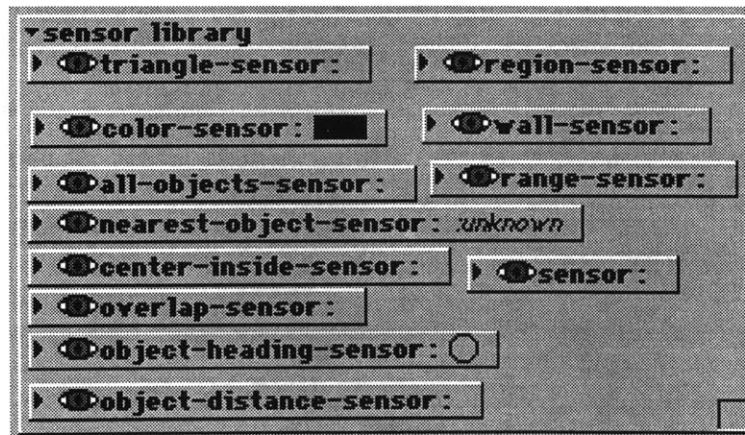 sensor library
triangle-sensor: region-sensor:
color-sensor: wall-sensor:
all-objects-sensor: range-sensor:
nearest-object-sensor: unknown
center-inside-sensor: sensor:
overlap-sensor:
object-heading-sensor:
object-distance-sensor: